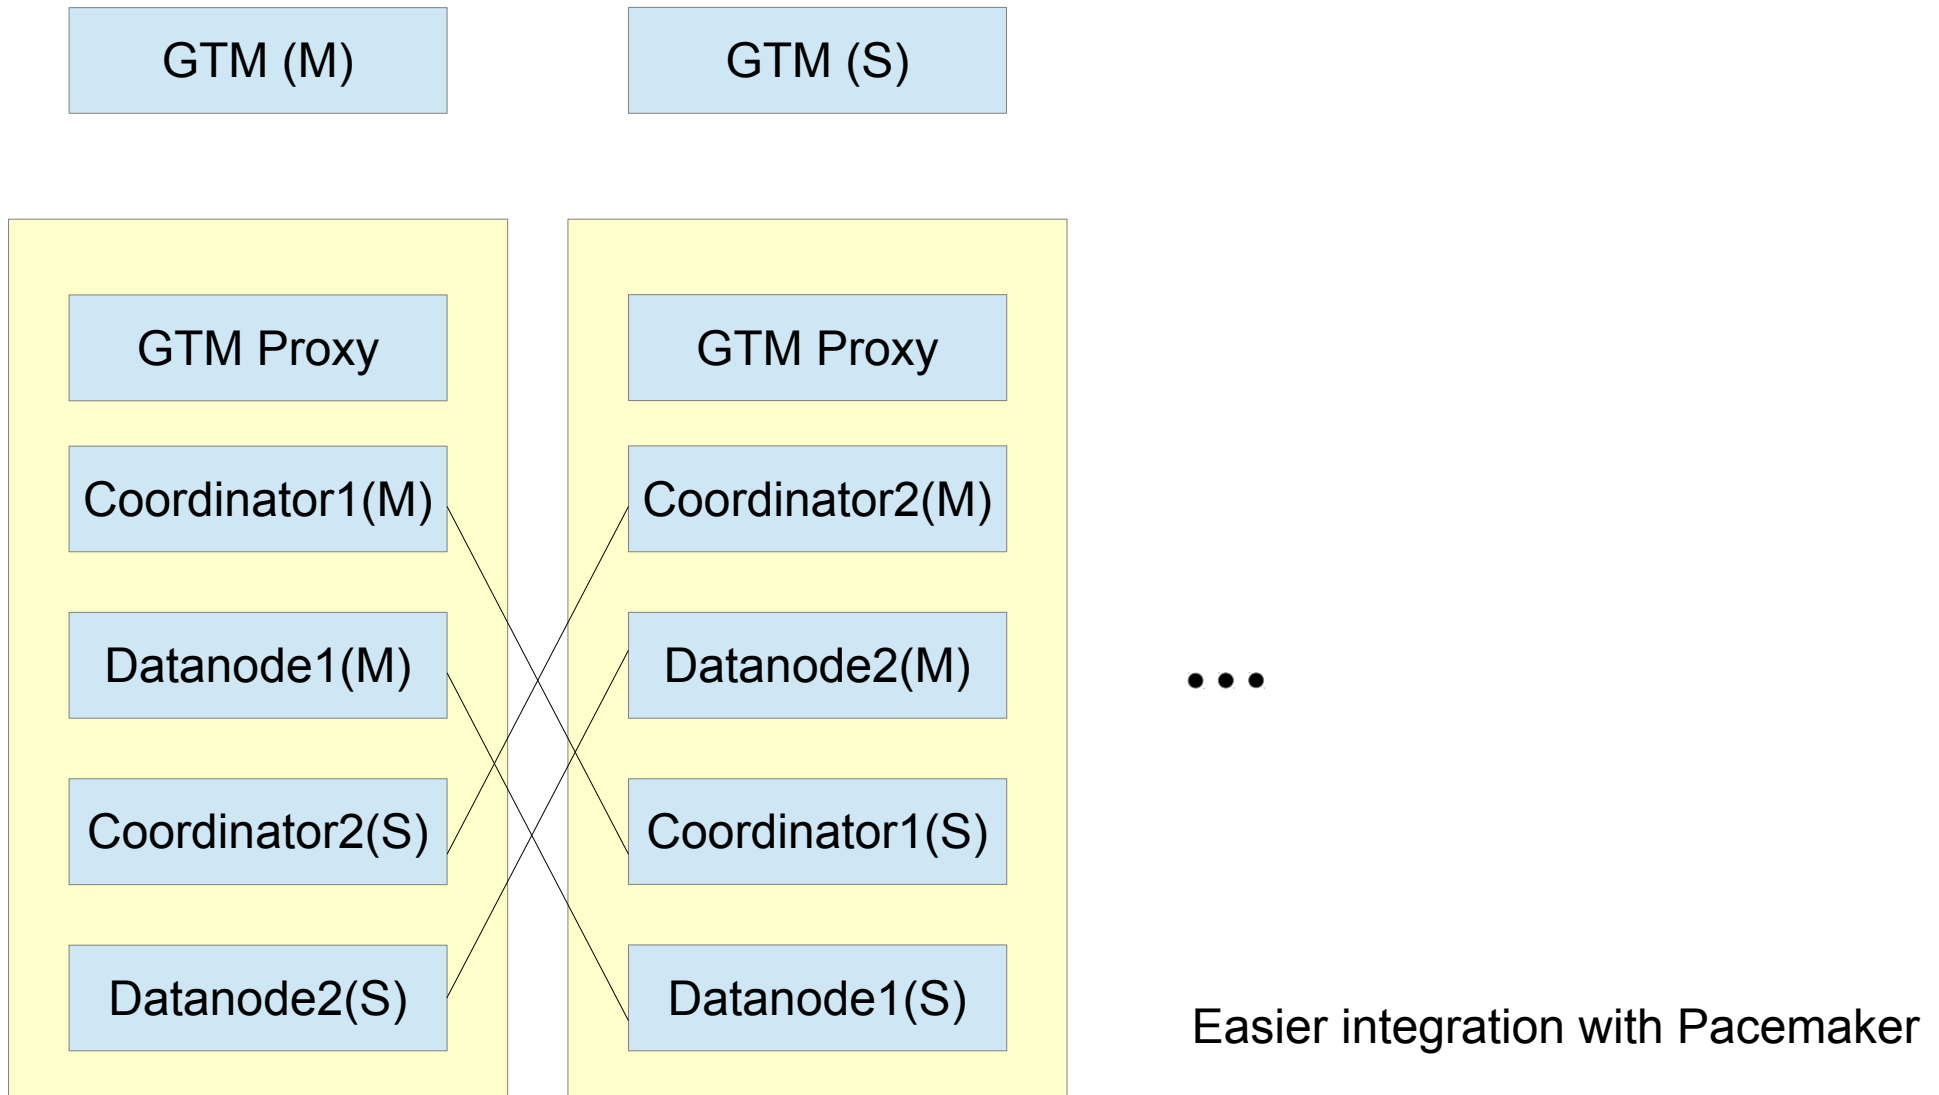 GTM (M)
GTM (S)
GTM Proxy
Coordinator1(M)
Datanode1(M)
Coordinator2(S)
Datanode2(S)
GTM Proxy
Coordinator2(M)
Datanode2(M)
Coordinator1(S)
Datanode1(S)
...
Easier integration with Pacemaker